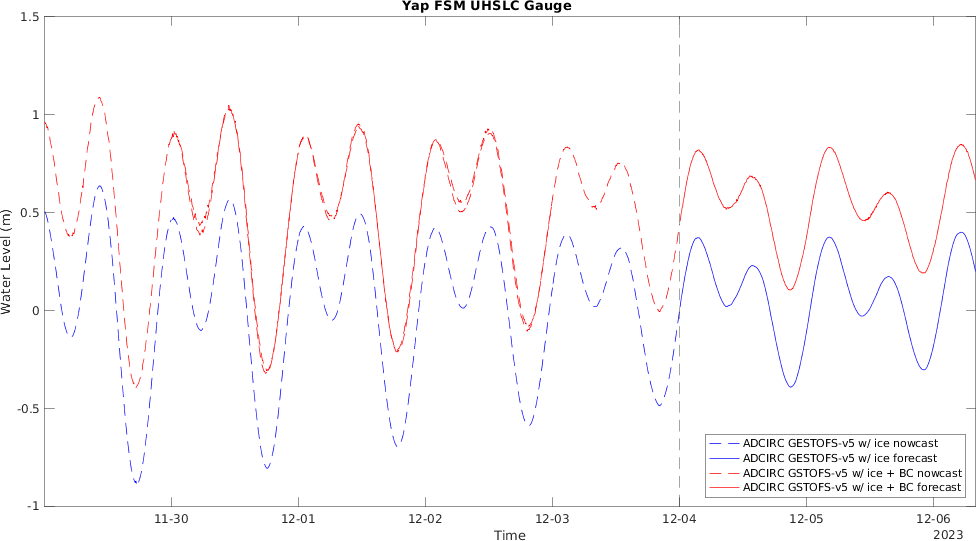 Yap FSM UHSLC Gauge
1.5
1
0.5
0
-0.5
-1
Water Level (m)
11-30
12-01
12-02
12-03
12-04
12-05
12-06
Time
2023
ADCIRC GESTOFS-v5 w/ ice nowcast
ADCIRC GESTOFS-v5 w/ ice forecast
ADCIRC GSTOFS-v5 w/ ice + BC nowcast
ADCIRC GSTOFS-v5 w/ ice + BC forecast